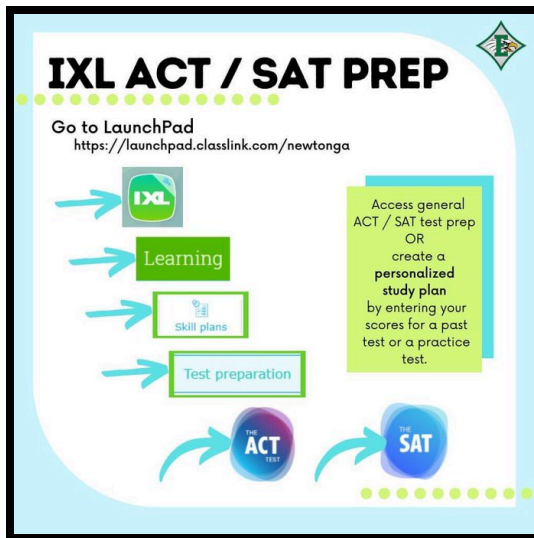 IXL ACT / SAT PREP
Go to LaunchPad
https://launchpad.classlink.com/newtonga
IXL
Learning
Skill plans
Test preparation
THE
ACT
TEST
THE
SAT
Access general
ACT / SAT test prep
OR
create a
personalized
study plan
by entering your
scores for a past
test or a practice
test.
E